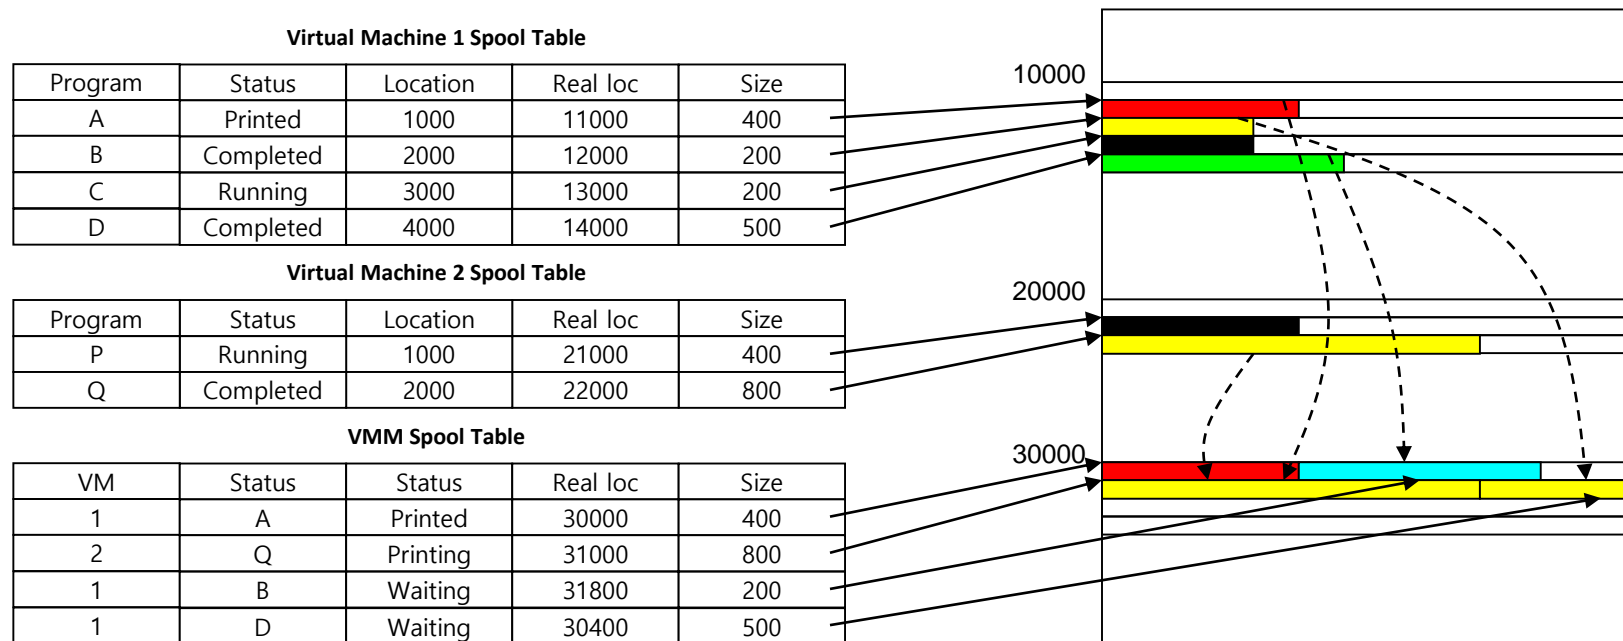 Virtual Machine 1 Spool Table
Program Status Location Real loc Size
A Printed 1000 11000 400
B Completed 2000 12000 200
C Running 3000 13000 200
D Completed 4000 14000 500
10000
Virtual Machine 2 Spool Table
Program Status Location Real loc Size
P Running 1000 21000 400
Q Completed 2000 22000 800
20000
VMM Spool Table
VM Status Status Real loc Size
1 A Printed 30000 400
2 Q Printing 31000 800
1 B Waiting 31800 200
1 D Waiting 30400 500
30000